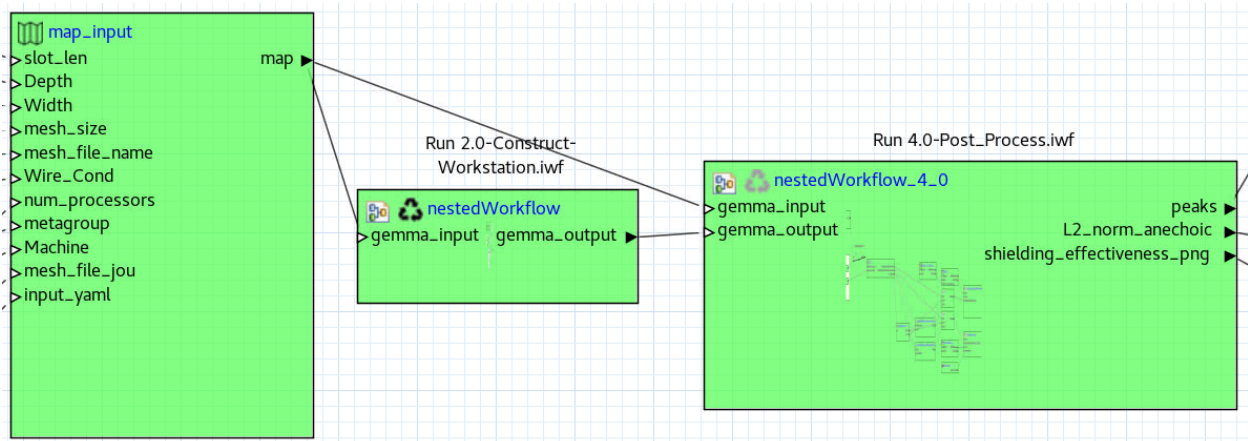 map_input
slot_len
map
Depth
Width
mesh_size
mesh_file_name
Wire_Cond
num_processors
metagroup
Machine
mesh_file_jou
input_yaml
Run 2.0-Construct-
Workstation.iwf
nestedWorkflow
gemma_input
gemma_output
Run 4.0-Post_Process.iwf
nestedWorkflow_4_0
gemma_input
gemma_output
peaks
L2_norm_anechoic
shielding_effectiveness_png